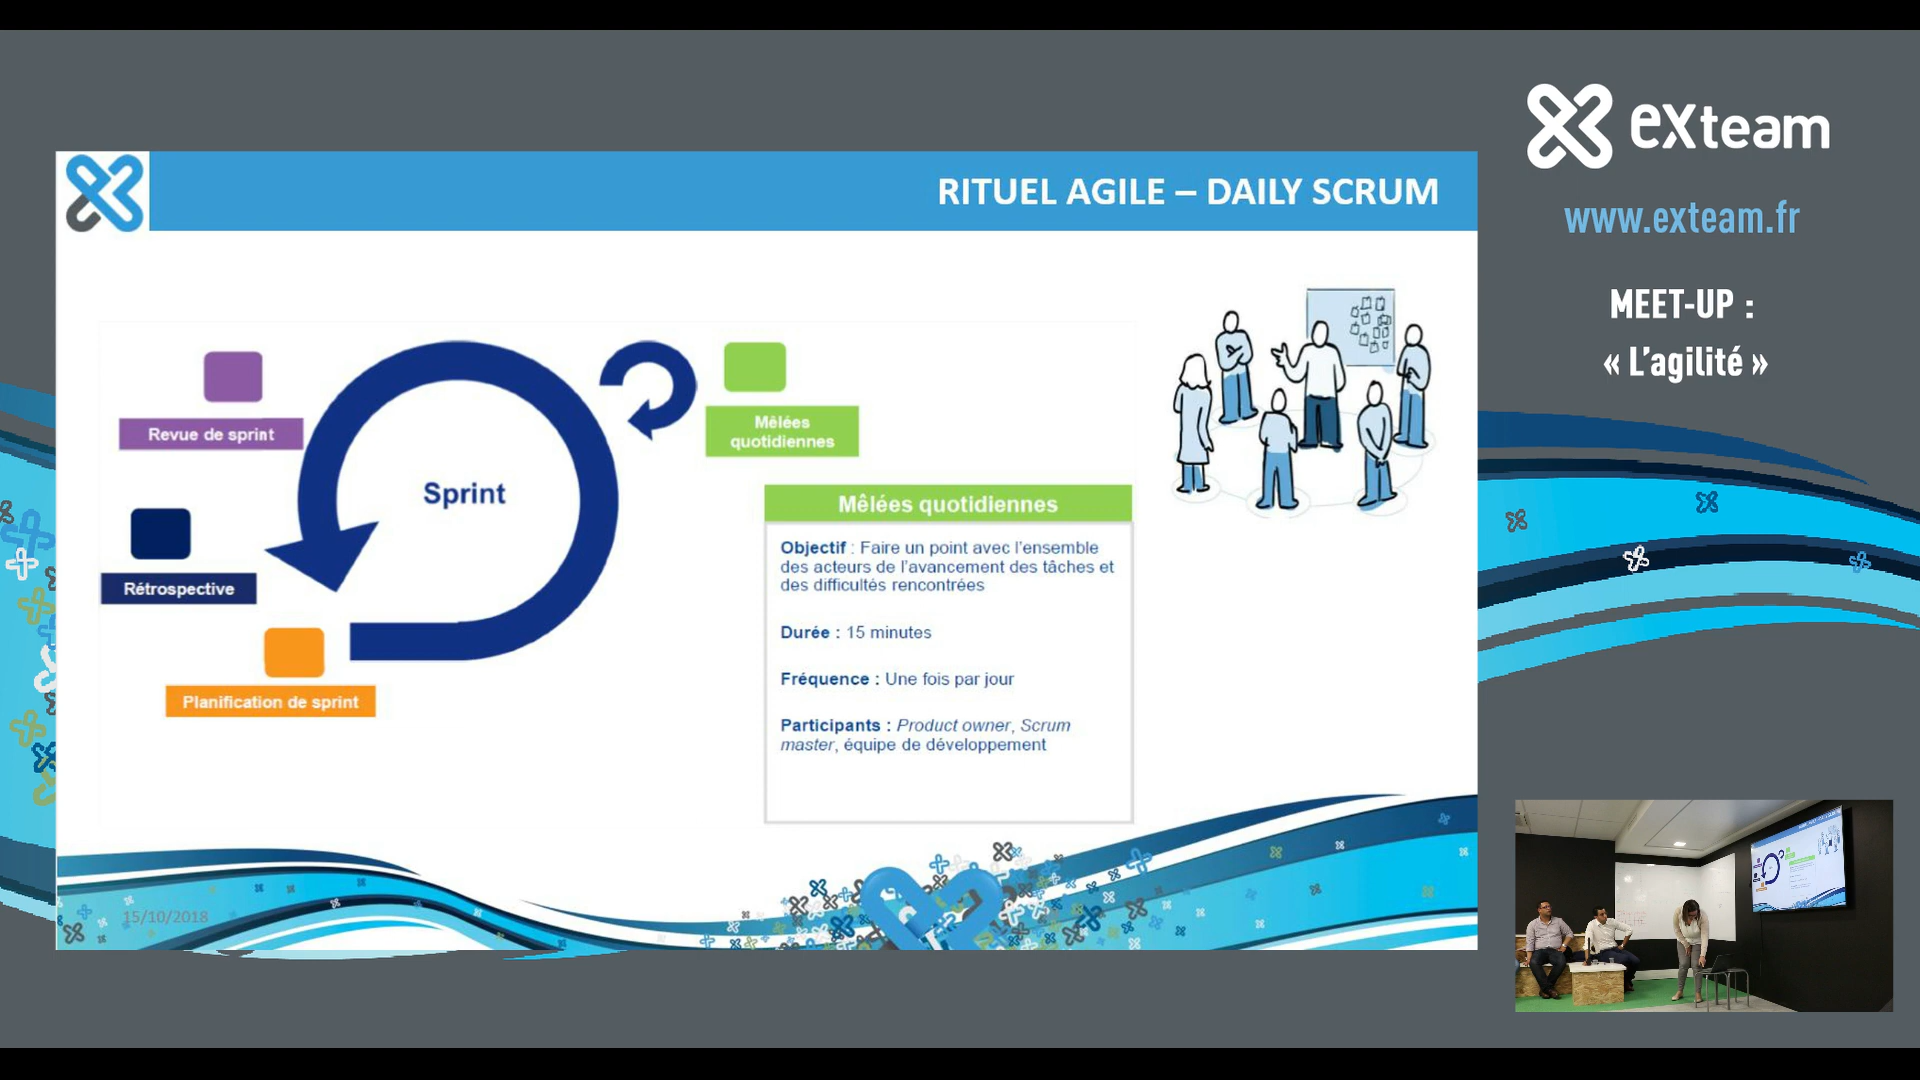 RITUEL AGILE – DAILY SCRUM
Revue de sprint
Mêlées
quotidiennes
Sprint
Rétrospective
Planification de sprint
Mêlées quotidiennes
Objectif : Faire un point avec l'ensemble
des acteurs de l'avancement des tâches et
des difficultés rencontrées
Durée : 15 minutes
Fréquence : Une fois par jour
Participants : Product owner, Scrum
master, équipe de développement
15/10/2018
exteam
www.exteam.fr
MEET-UP :
« L'agilité »